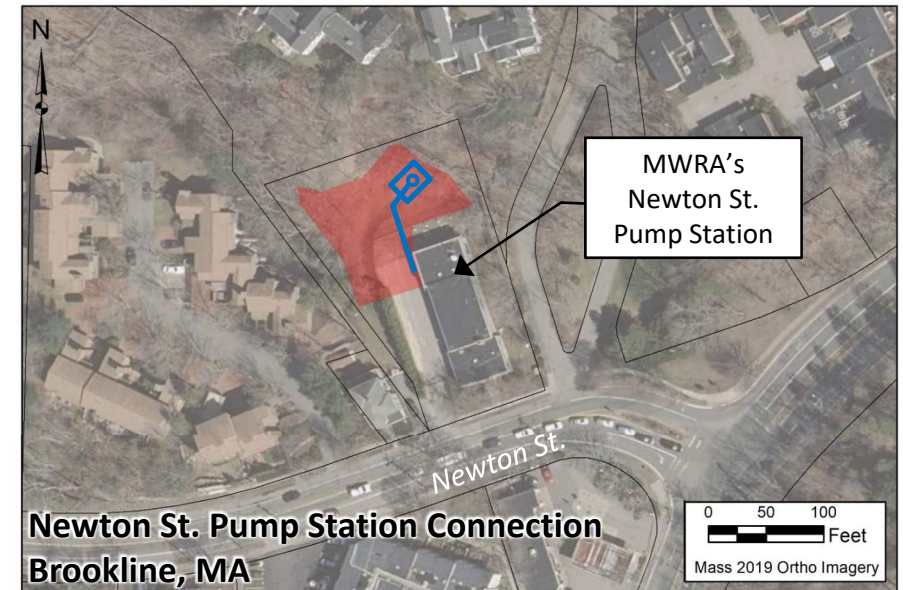 N
MWRA's
Newton St.
Pump Station
Newton St.
Newton St. Pump Station Connection
Brookline, MA
0 50 100
Feet
Mass 2019 Ortho Imagery